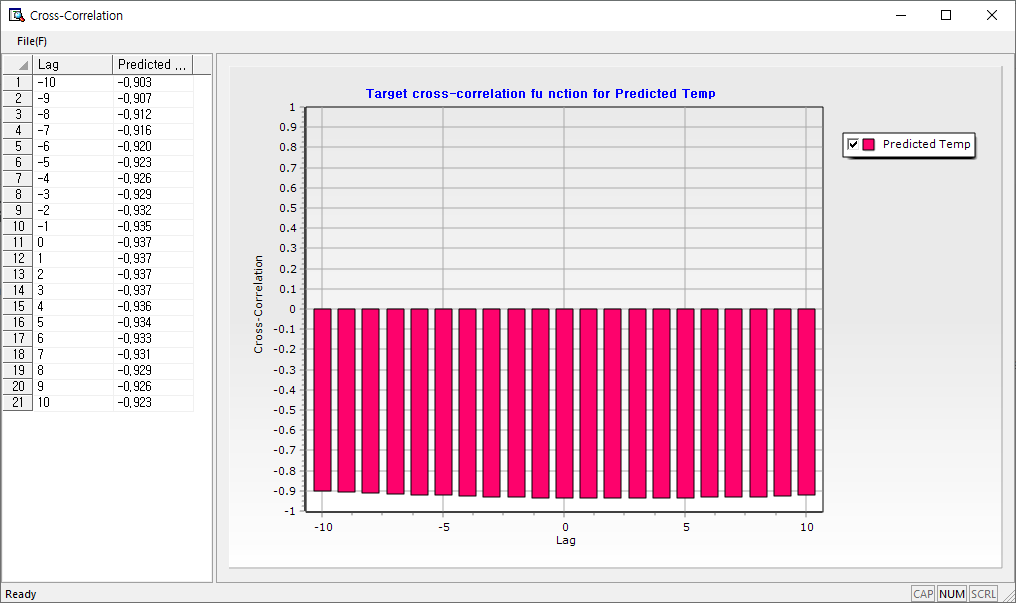 Cross-Correlation
File(F)
Lag Predicted ...
1 -10 -0,903
2 -9 -0,907
3 -8 -0,912
4 -7 -0,916
5 -6 -0,920
6 -5 -0,923
7 -4 -0,926
8 -3 -0,929
9 -2 -0,932
10 -1 -0,935
11 0 -0,937
12 1 -0,937
13 2 -0,937
14 3 -0,937
15 4 -0,936
16 5 -0,934
17 6 -0,933
18 7 -0,931
19 8 -0,929
20 9 -0,926
21 10 -0,923
Target cross-correlation fu nction for Predicted Temp
1
0.9
0.8
0.7
0.6
0.5
0.4
0.3
0.2
0.1
0
-0.1
-0.2
-0.3
-0.4
-0.5
-0.6
-0.7
-0.8
-0.9
-1
Cross-Correlation
-10 -5 0 5 10
Lag
Predicted Temp
Ready
CAP NUM SCRL